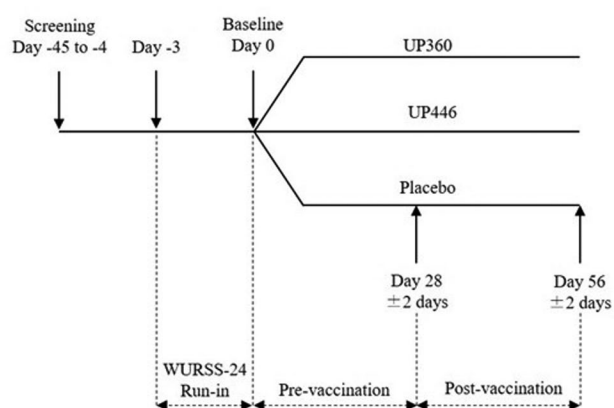 Screening
Day -45 to -4
Day -3
Baseline
Day 0
UP360
UP446
Placebo
Day 28
±2 days
Day 56
±2 days
WURSS-24
Run-in
Pre-vaccination
Post-vaccination